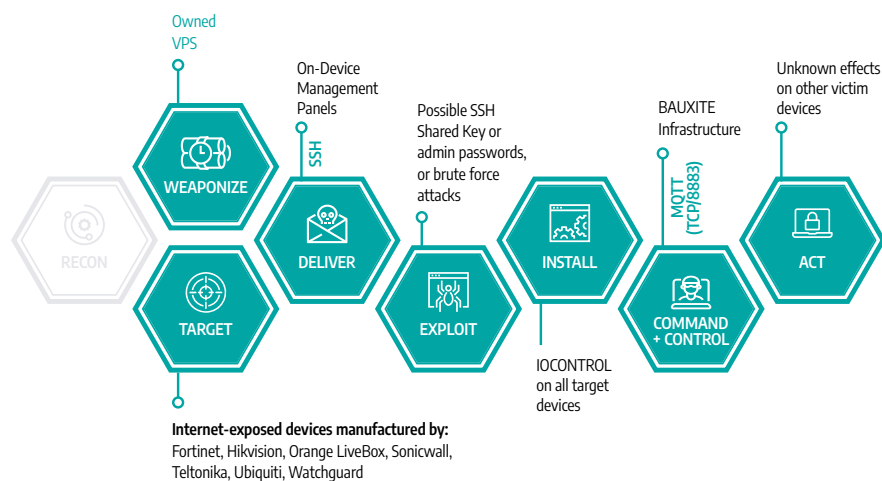 Owned
VPS
WEAPONIZE
RECON
TARGET
Internet-exposed devices manufactured by:
Fortinet, Hikvision, Orange LiveBox, Sonicwall,
Teltonika, Ubiquiti, Watchguard
On-Device
Management
Panels
SSH
DELIVER
Possible SSH
Shared Key or
admin passwords,
or brute force
attacks
EXPLOIT
INSTALL
IOCONTROL
on all target
devices
BAUXITE
Infrastructure
MQTT
(TCP/8883)
COMMAND
+ CONTROL
Unknown effects
on other victim
devices
ACT